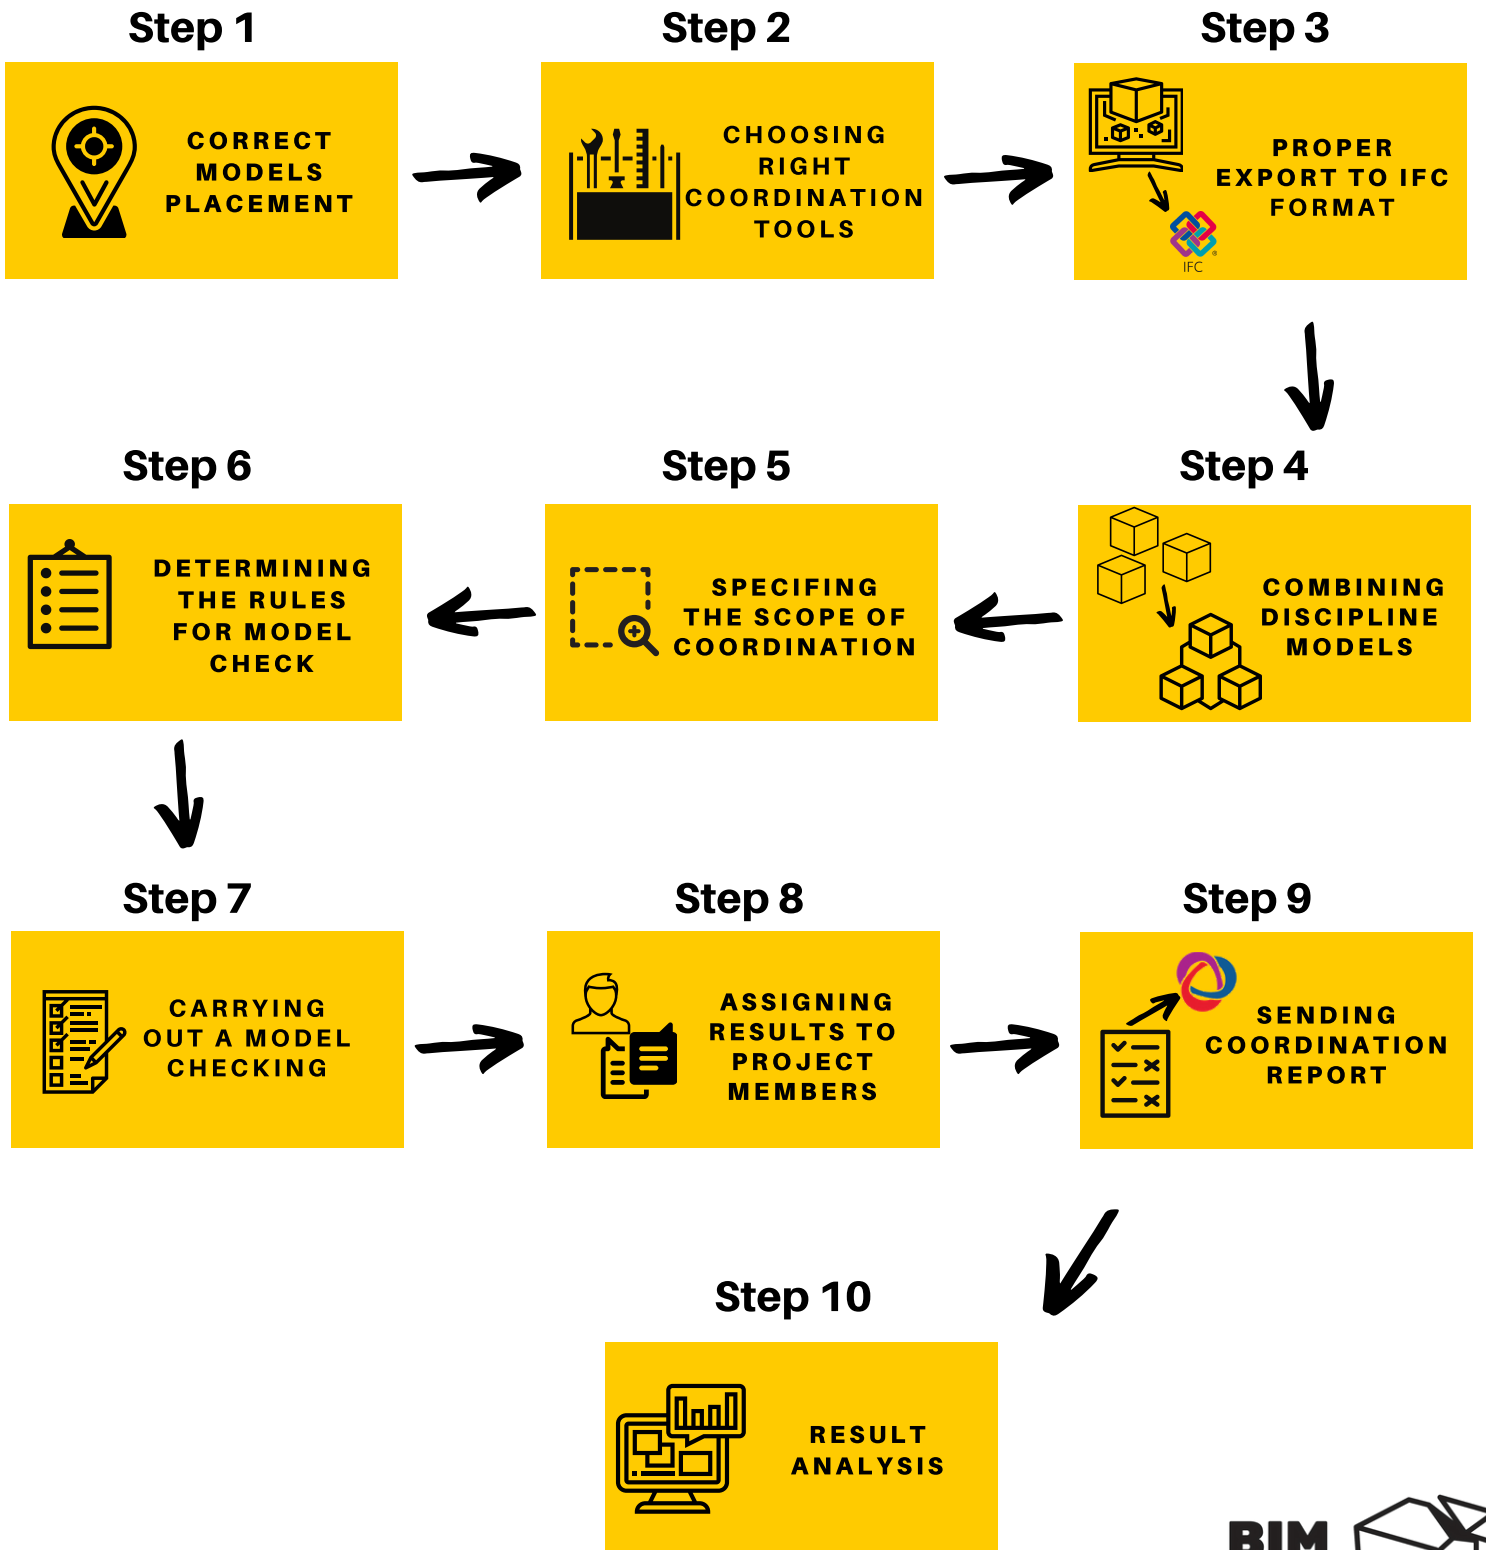 Step 1
CORRECT
MODELS
PLACEMENT
Step 2
CHOOSING
RIGHT
COORDINATION
TOOLS
Step 3
PROPER
EXPORT TO IFC
FORMAT
IFC
Step 4
COMBINING
DISCIPLINE
MODELS
Step 5
SPECIFING
THE SCOPE OF
COORDINATION
Step 6
DETERMINING
THE RULES
FOR MODEL
CHECK
Step 7
CARRYING
OUT A MODEL
CHECKING
Step 8
ASSIGNING
RESULTS TO
PROJECT
MEMBERS
Step 9
SENDING
COORDINATION
REPORT
Step 10
RESULT
ANALYSIS
BIM